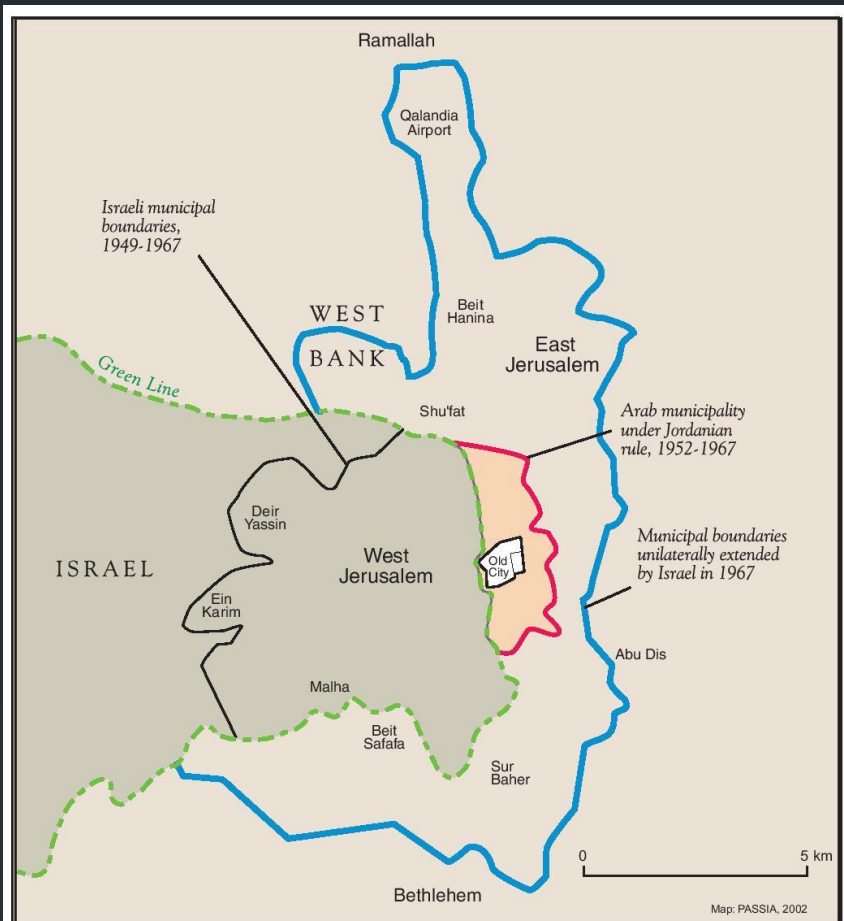 Ramallah
Qalandia
Airport
Israeli municipal
boundaries,
1949-1967
WEST
BANK
Beit
Hanina
East
Jerusalem
Green Line
Shu'fat
Arab municipality
under Jordanian
rule, 1952-1967
Deir
Yassin
ISRAEL
West
Jerusalem
Old
City
Municipal boundaries
unilaterally extended
by Israel in 1967
Ein
Karim
Abu Dis
Malha
Beit
Safafa
Sur
Baher
0
5 km
Bethlehem
Map: PASSIA, 2002